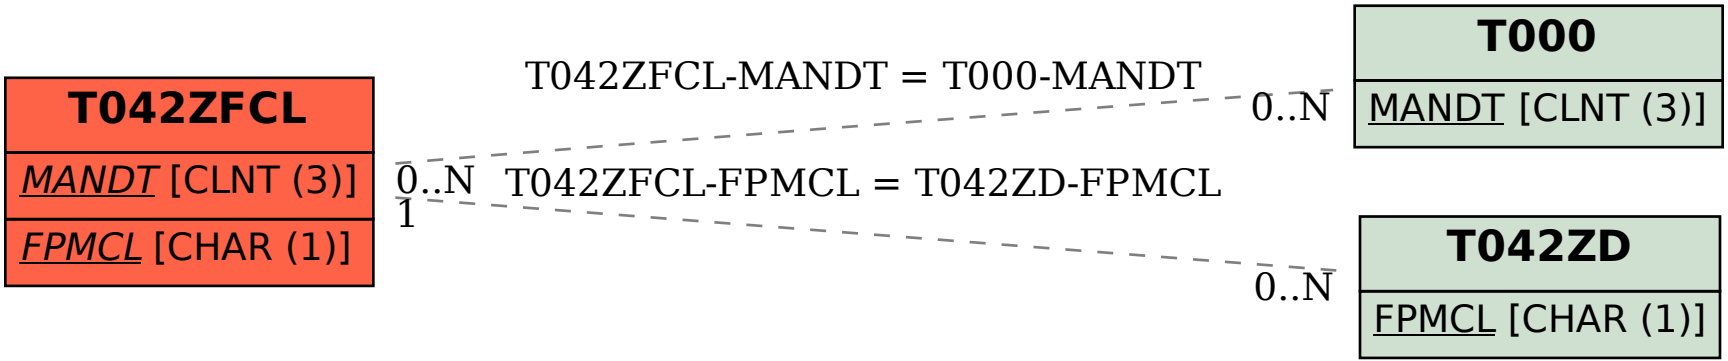 T042ZFCL
MANDT [CLNT (3)]
FPMCL [CHAR (1)]
T042ZFCL-MANDT = T000-MANDT
0..N
0..N
T042ZFCL-FPMCL = T042ZD-FPMCL
1
0..N
T000
MANDT [CLNT (3)]
T042ZD
FPMCL [CHAR (1)]